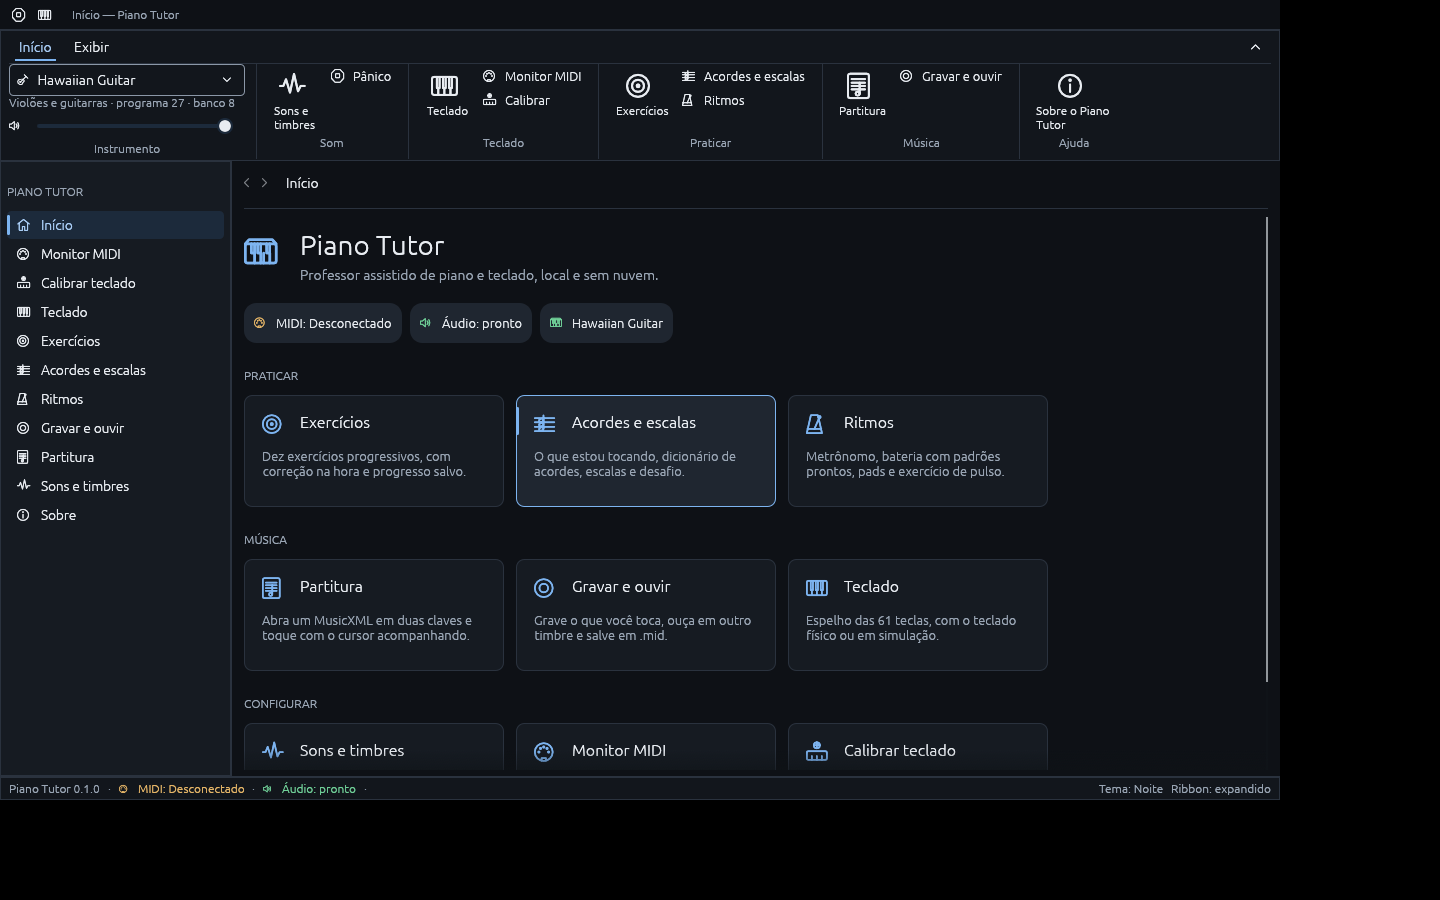 Início — Piano Tutor
Início
Exibir
Hawaiian Guitar
Violões e guitarras · programa 27 · banco 8
Instrumento
Sons e
timbres
Pânico
Som
Teclado
Monitor MIDI
Calibrar
Teclado
Exercícios
Acordes e escalas
Ritmos
Praticar
Partitura
Gravar e ouvir
Música
Sobre o Piano
Tutor
Ajuda
PIANO TUTOR
Início
Monitor MIDI
Calibrar teclado
Teclado
Exercícios
Acordes e escalas
Ritmos
Gravar e ouvir
Partitura
Sons e timbres
Sobre
Início
Piano Tutor
Professor assistido de piano e teclado, local e sem nuvem.
MIDI: Desconectado
Áudio: pronto
Hawaiian Guitar
PRATICAR
Exercícios
Dez exercícios progressivos, com
correção na hora e progresso salvo.
Acordes e escalas
O que estou tocando, dicionário de
acordes, escalas e desafio.
Ritmos
Metrônomo, bateria com padrões
prontos, pads e exercício de pulso.
MÚSICA
Partitura
Abra um MusicXML em duas claves e
toque com o cursor acompanhando.
Gravar e ouvir
Grave o que você toca, ouça em outro
timbre e salve em .mid.
Teclado
Espelho das 61 teclas, com o teclado
físico ou em simulação.
CONFIGURAR
Sons e timbres
Monitor MIDI
Calibrar teclado
Piano Tutor 0.1.0 · MIDI: Desconectado · Áudio: pronto ·
Tema: Noite Ribbon: expandido